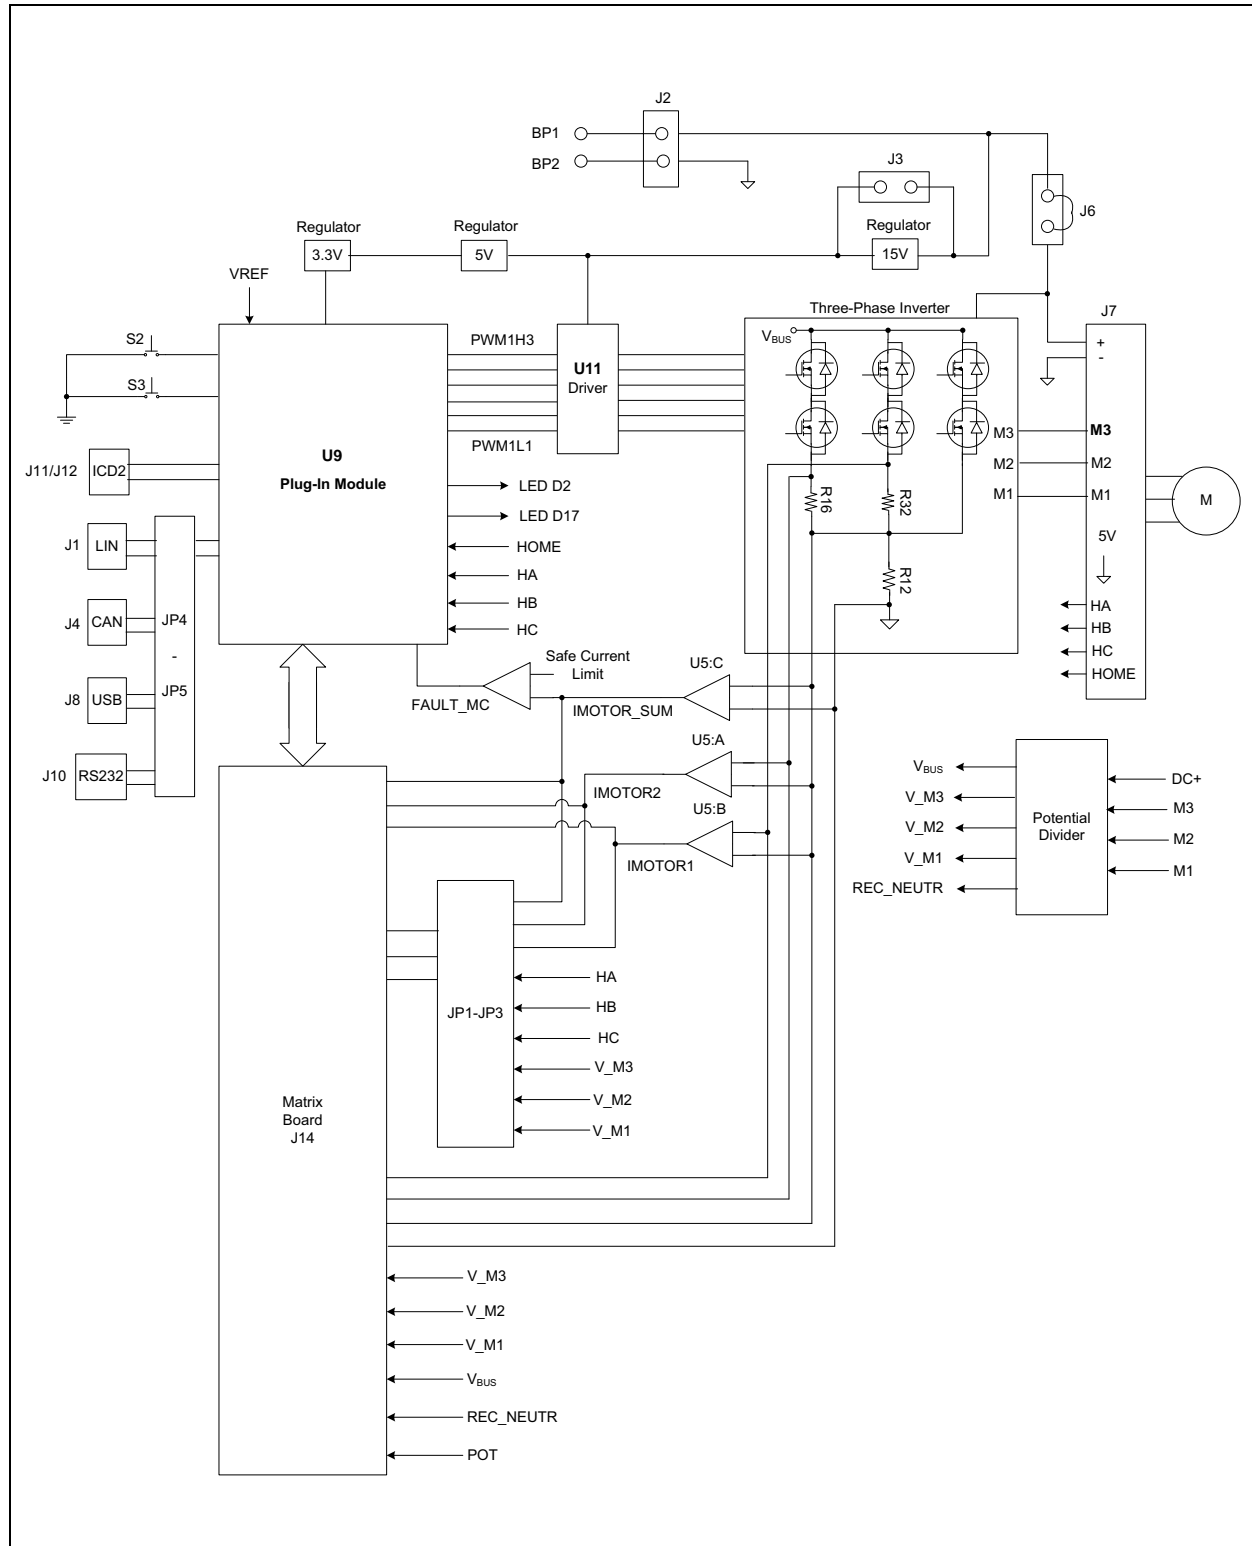 J2
BP1
BP2
J3
J6
Regulator
3.3V
Regulator
5V
Regulator
15V
VREF
Three-Phase Inverter
J7
VBUS
+
-
S2
S3
PWM1H3
U11
Driver
PWM1L1
U9
Plug-In Module
J11/J12
ICD2
LED D2
LED D17
HOME
HA
HB
HC
M3
M2
M1
R16
R32
R12
M3
M2
M1
5V
M
HA
HB
HC
HOME
J1
LIN
J4
CAN
J8
USB
J10
RS232
JP4
-
JP5
Safe Current
Limit
FAULT_MC
U5:C
IMOTOR_SUM
U5:A
IMOTOR2
U5:B
IMOTOR1
VBUS
V_M3
V_M2
V_M1
REC_NEUTR
Potential
Divider
DC+
M3
M2
M1
JP1-JP3
HA
HB
HC
V_M3
V_M2
V_M1
Matrix
Board
J14
V_M3
V_M2
V_M1
VBUS
REC_NEUTR
POT